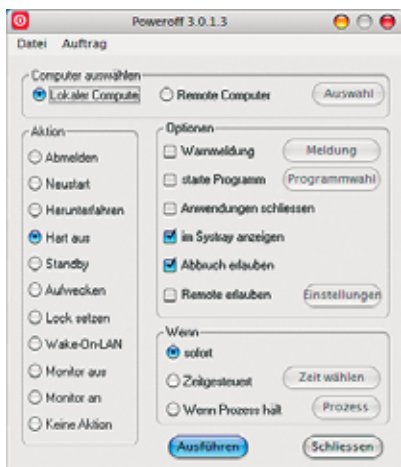 Poweroff 3.0.1.3
Datei Auftrag
Computer auswählen
Lokaler Compute
Remote Computer
Auswahl
Aktion
Abmelden
Neustart
Herunterfahren
Hart aus
Standby
Aufwecken
Lock setzen
Wake-On-LAN
Monitor aus
Monitor an
Keine Aktion
Optionen
Warnmeldung
Meldung
starte Programm
Programmwahl
Anwendungen schliessen
im Systray anzeigen
Abbruch erlauben
Remote erlauben
Einstellungen
Wenn
sofort
Zeitgesteuert
Zeit wählen
Wenn Prozess hält
Prozess
Ausführen
Schliessen